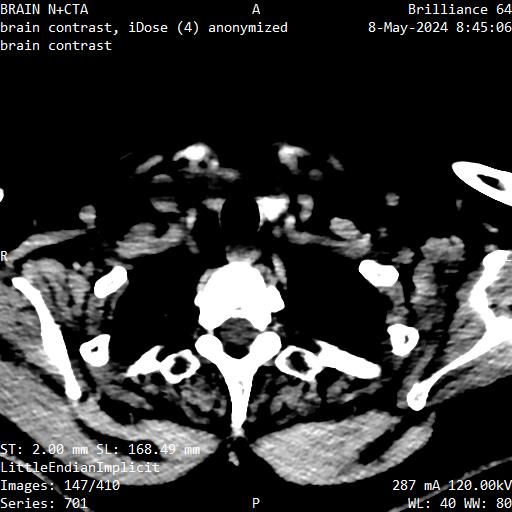 BRAIN N+CTA
A
Brilliance 64
brain contrast, iDose (4) anonymized
8-May-2024 8:45:06
brain contrast
R
L
ST: 2.00 mm SL: 168.49 mm
LittleEndianImplicit
Images: 147/410
287 mA 120.00kV
Series: 701
P
WL: 40 WW: 80